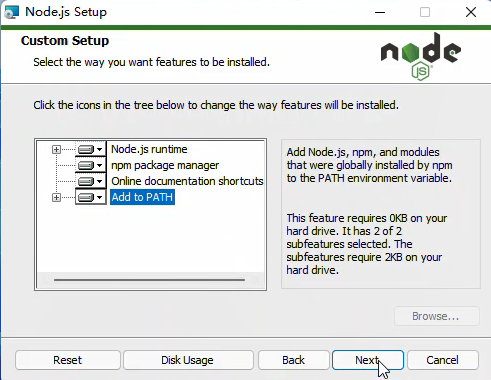 Node.js Setup
Custom Setup
Select the way you want features to be installed.
node
JS
Click the icons in the tree below to change the way features will be installed.
Node.js runtime
npm package manager
Online documentation shortcuts
Add to PATH
Add Node.js, npm, and modules
that were globally installed by npm
to the PATH environment variable.
This feature requires 0KB on your
hard drive. It has 2 of 2
subfeatures selected. The
subfeatures require 2KB on your
hard drive.
Browse...
Reset
Disk Usage
Back
Next
Cancel